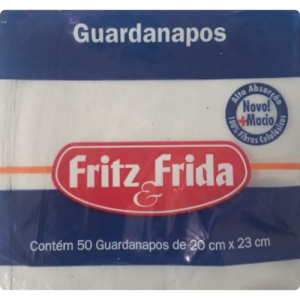 Guardanapos
Alta Absorção
Novo!
+Macio
100% Fibras Celulósicas
Fritz & Frida
Contém 50 Guardanapos de 20 cm x 23 cm